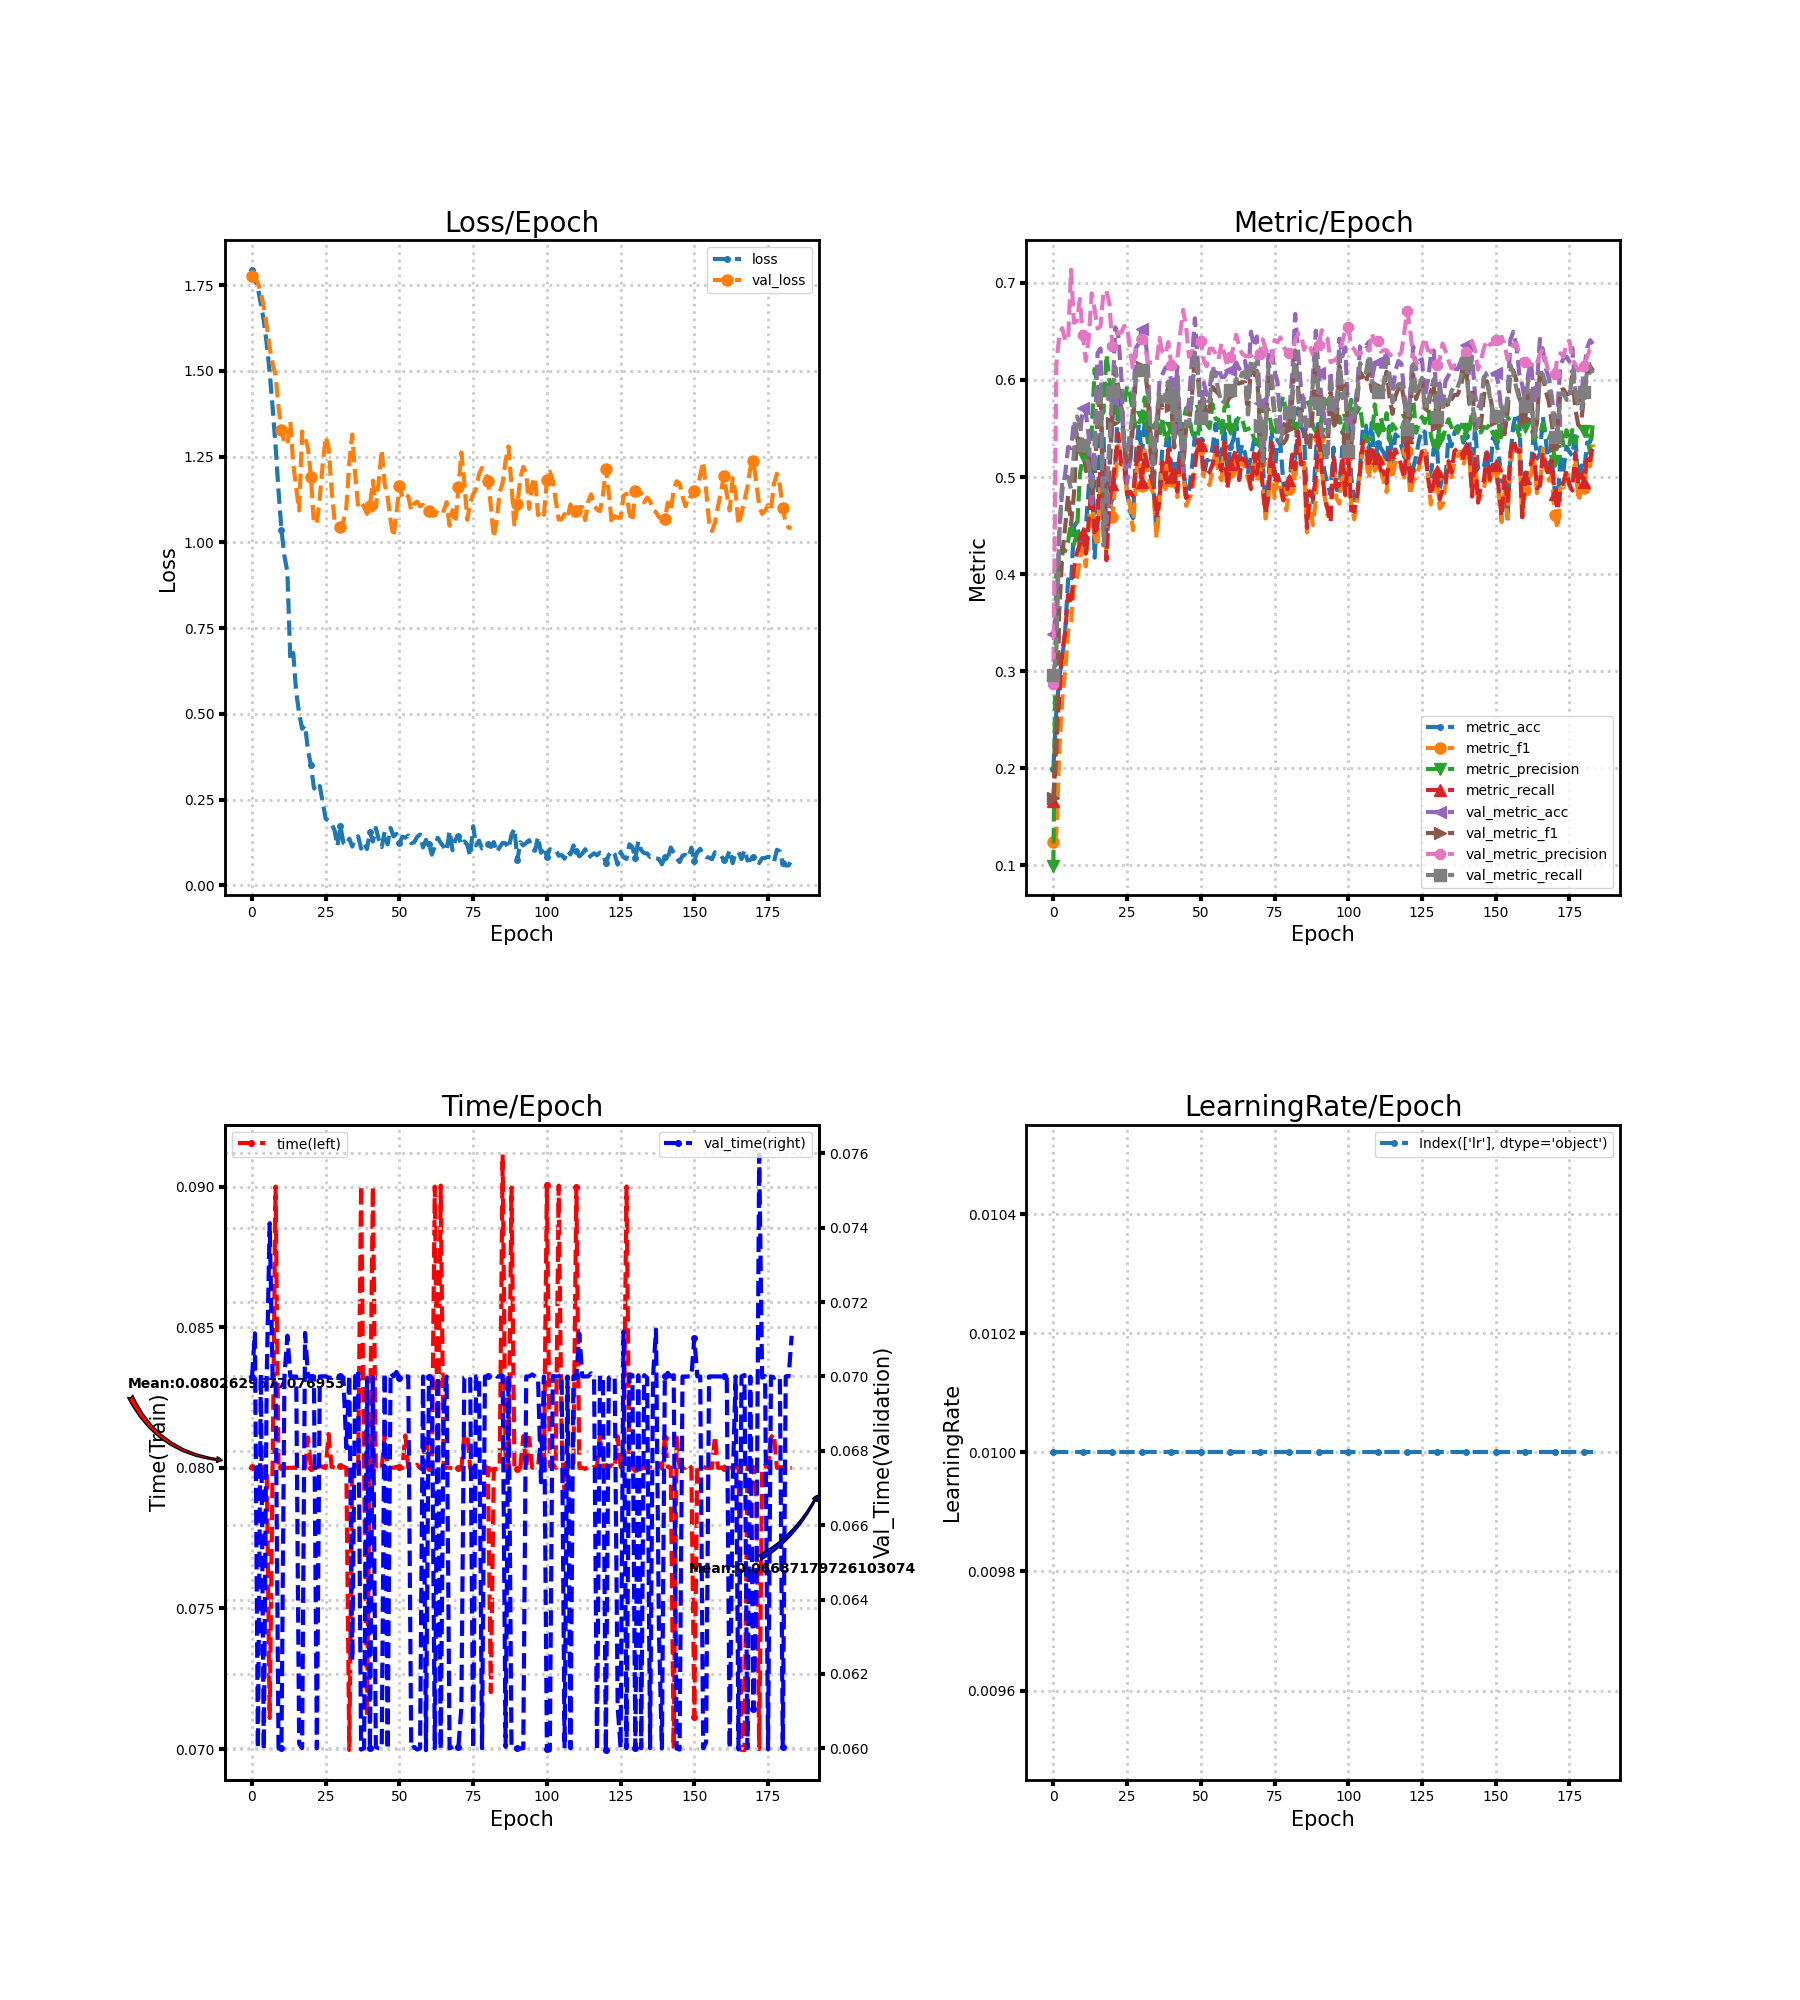 Loss/Epoch
loss
val_loss
1.75
1.50
1.25
1.00
0.75
0.50
0.25
0.00
Loss
0
25
50
75
100
125
150
175
Epoch
Metric/Epoch
0.7
0.6
0.5
0.4
0.3
0.2
0.1
Metric
metric_acc
metric_f1
metric_precision
metric_recall
val_metric_acc
val_metric_f1
val_metric_precision
val_metric_recall
0
25
50
75
100
125
150
175
Epoch
Time/Epoch
time(left)
val_time(right)
0.090
0.085
0.080
0.075
0.070
Time(Train)
0.076
0.074
0.072
0.070
0.068
0.066
0.064
0.062
0.060
Val_Time(Validation)
0
25
50
75
100
125
150
175
Epoch
LearningRate/Epoch
Index(['lr'], dtype='object')
0.0104
0.0102
0.0100
0.0098
0.0096
LearningRate
0
25
50
75
100
125
150
175
Epoch